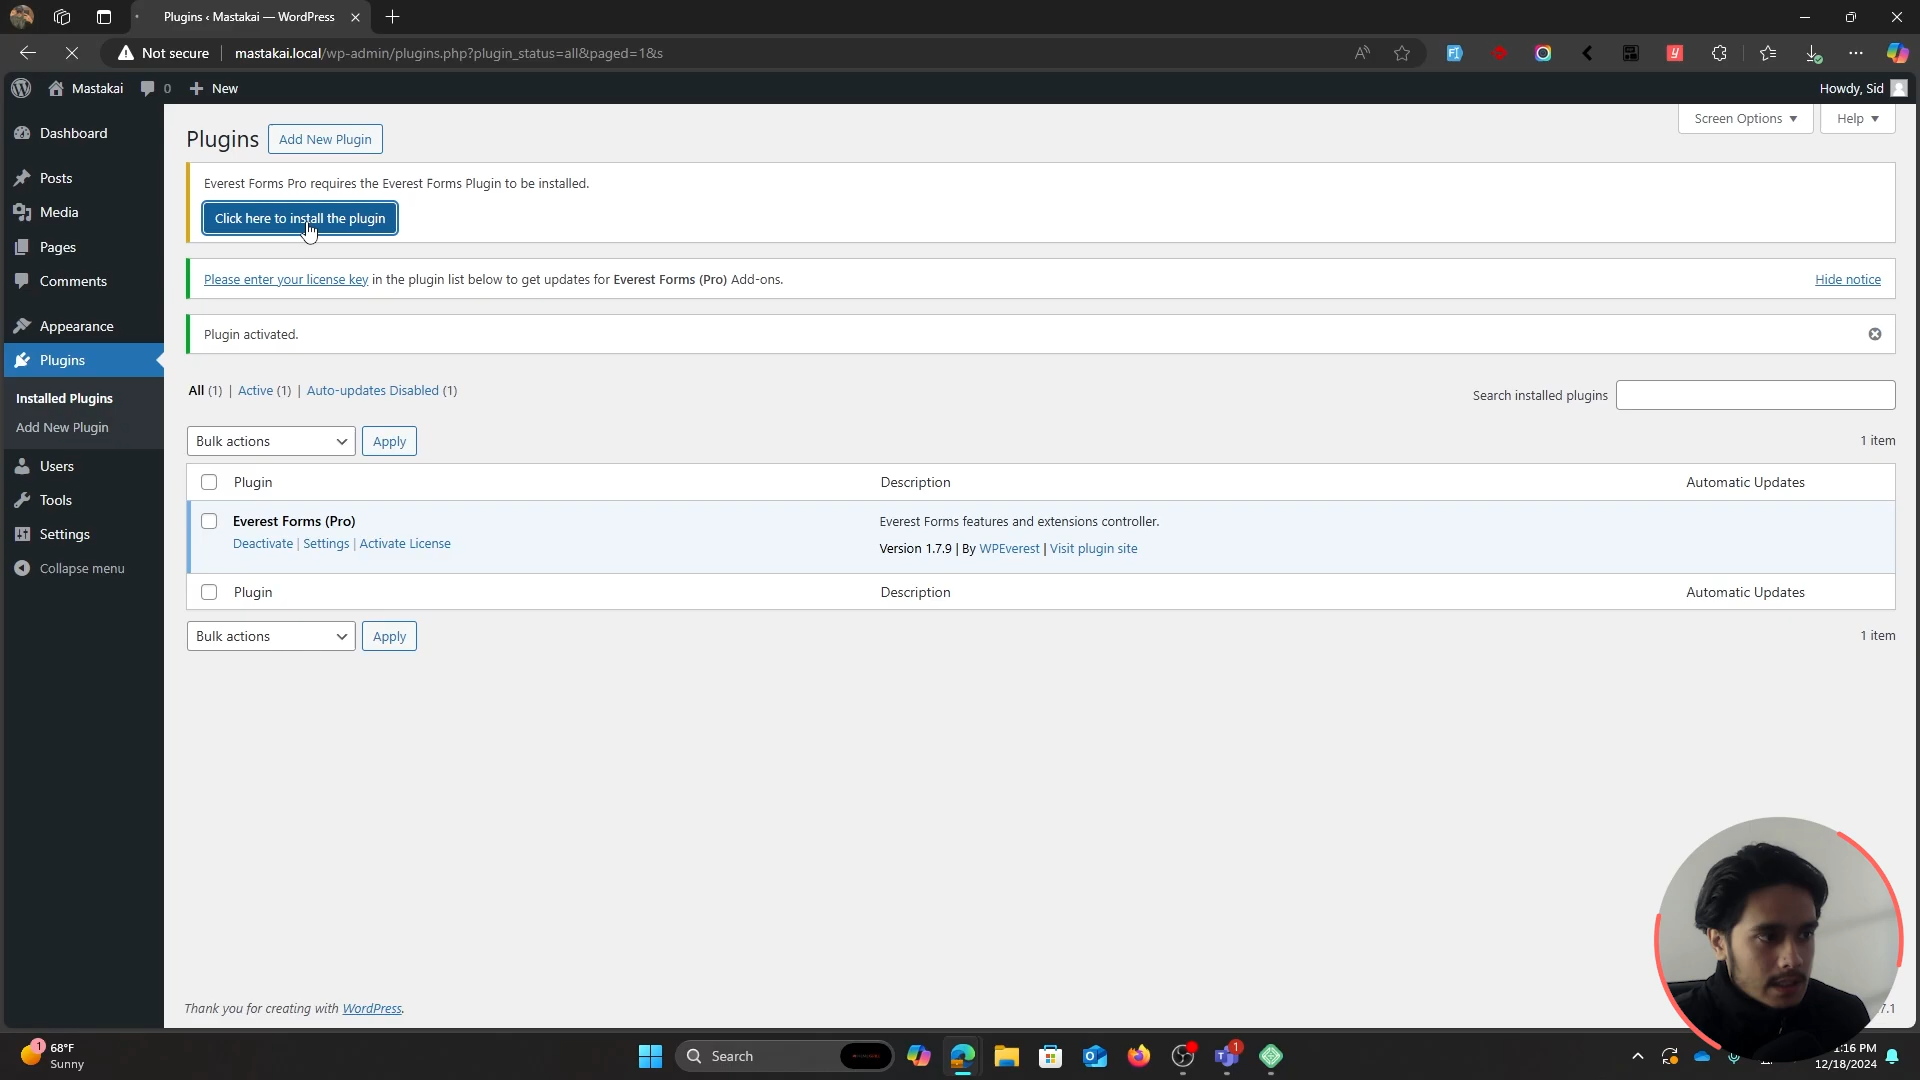 Plugins ‹ Mastakai — WordPress
Not secure
mastakai.local/wp-admin/plugins.php?plugin_status=all&paged=1&s
Mastakai
0
New
Howdy, Sid
Dashboard
Posts
Media
Pages
Comments
Appearance
Plugins
Installed Plugins
Add New Plugin
Users
Tools
Settings
Collapse menu
Screen Options
Help
Plugins
Add New Plugin
Everest Forms Pro requires the Everest Forms Plugin to be installed.
Click here to install the plugin
Please enter your license key in the plugin list below to get updates for Everest Forms (Pro) Add-ons.
Hide notice
Plugin activated.
All (1) | Active (1) | Auto-updates Disabled (1)
Search installed plugins
Bulk actions
Apply
1 item
Plugin
Description
Automatic Updates
Everest Forms (Pro)
Everest Forms features and extensions controller.
Deactivate | Settings | Activate License
Version 1.7.9 | By WPEverest | Visit plugin site
Plugin
Description
Automatic Updates
Bulk actions
Apply
1 item
Thank you for creating with WordPress.
7.1
1
68°F
Sunny
Search
1
:16 PM
12/18/2024